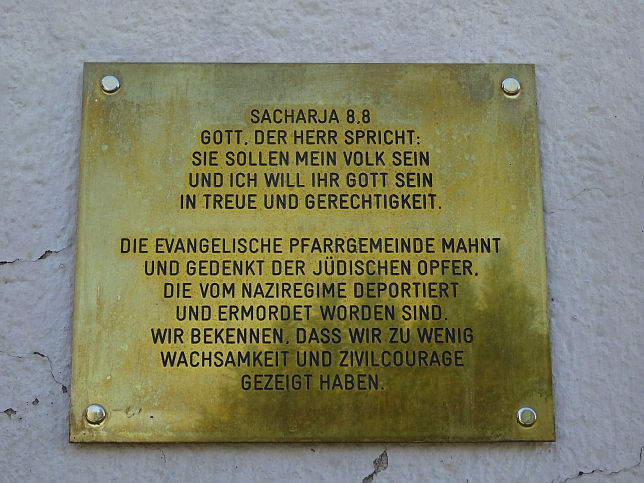 SACHARJA 8.8
GOTT, DER HERR SPRICHT:
SIE SOLLEN MEIN VOLK SEIN
UND ICH WILL IHR GOTT SEIN
IN TREUE UND GERECHTIGKEIT.
DIE EVANGELISCHE PFARRGEMEINDE MAHNT
UND GEDENKT DER JÜDISCHEN OPFER,
DIE VOM NAZIREGIME DEPORTIERT
UND ERMORDET WORDEN SIND.
WIR BEKENNEN, DASS WIR ZU WENIG
WACHSAMKEIT UND ZIVILCOURAGE
GEZEIGT HABEN.